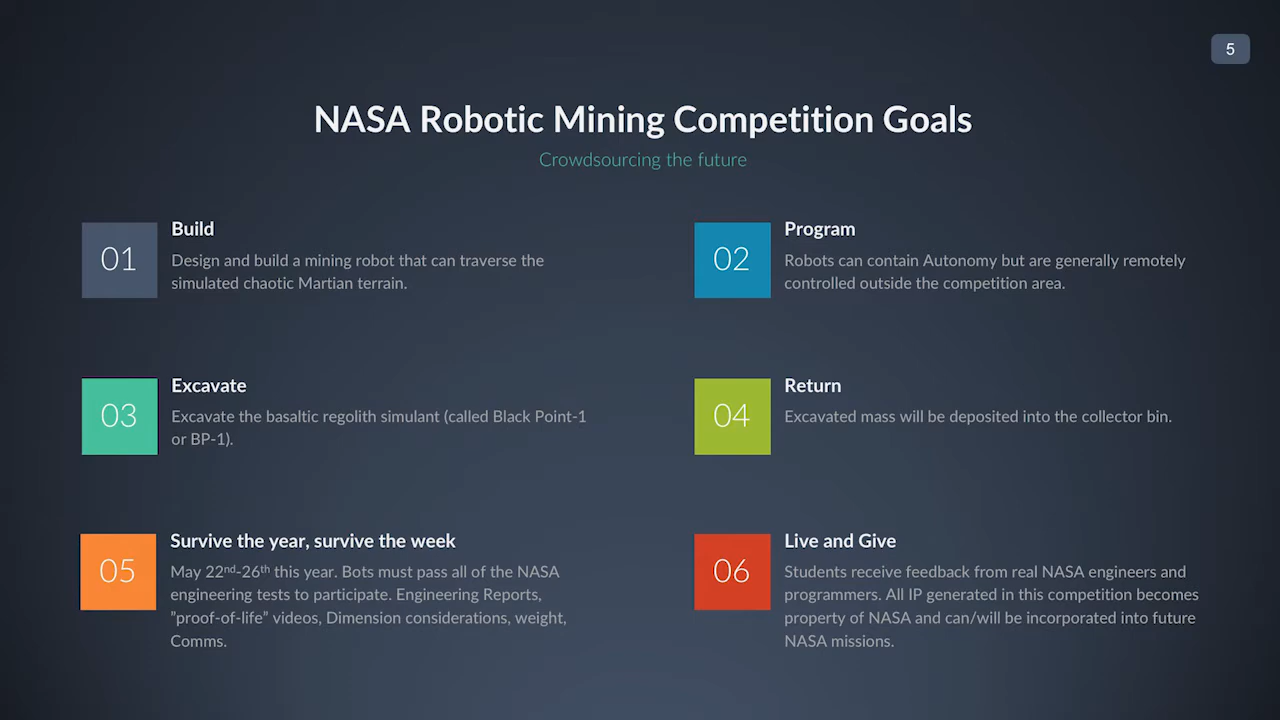 5
NASA Robotic Mining Competition Goals
Crowdsourcing the future
01
Build
Design and build a mining robot that can traverse the
simulated chaotic Martian terrain.
02
Program
Robots can contain Autonomy but are generally remotely
controlled outside the competition area.
03
Excavate
Excavate the basaltic regolith simulant (called Black Point-1
or BP-1).
04
Return
Excavated mass will be deposited into the collector bin.
05
Survive the year, survive the week
May 22nd-26th this year. Bots must pass all of the NASA
engineering tests to participate. Engineering Reports,
”proof-of-life” videos, Dimension considerations, weight,
Comms.
06
Live and Give
Students receive feedback from real NASA engineers and
programmers. All IP generated in this competition becomes
property of NASA and can/will be incorporated into future
NASA missions.